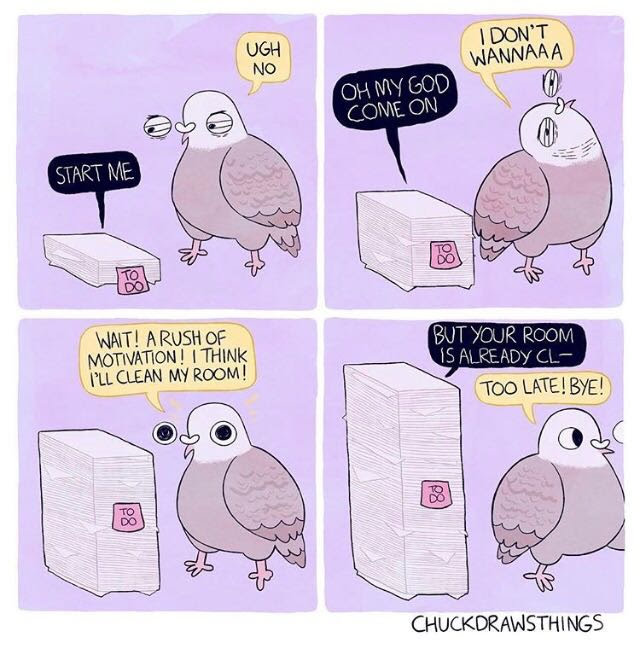 UGH
NO
START ME
TO
DO
I DON'T
WANNAAA
OH MY GOD
COME ON
TO
DO
WAIT! A RUSH OF
MOTIVATION! I THINK
I'LL CLEAN MY ROOM!
TO
DO
BUT YOUR ROOM
IS ALREADY CL—
TOO LATE! BYE!
TO
DO
CHUCKDRAWSTHINGS